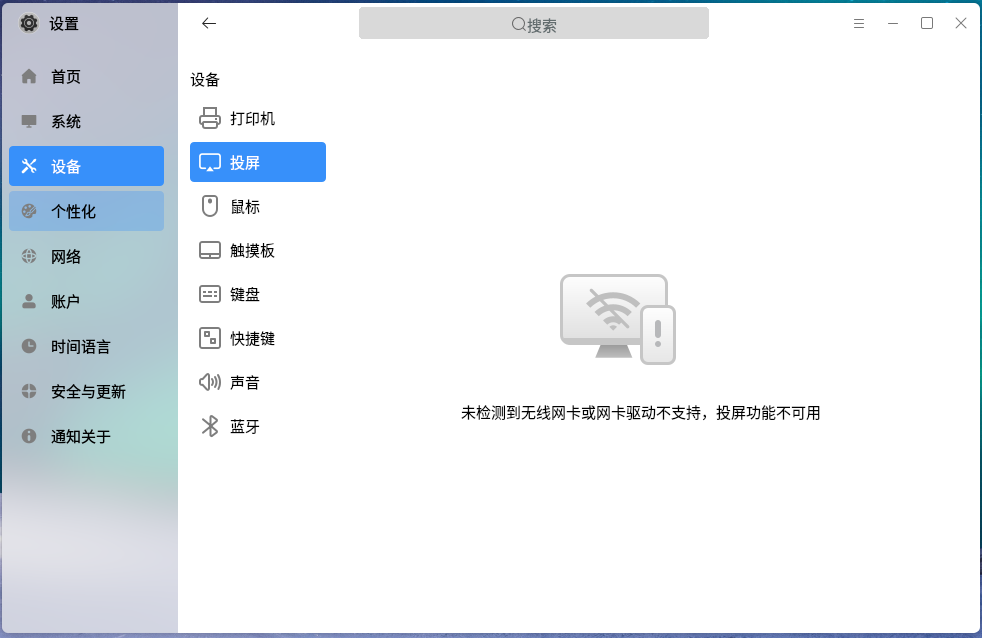 设置
搜索
首页
系统
设备
个性化
网络
账户
时间语言
安全与更新
通知关于
设备
打印机
投屏
鼠标
触摸板
键盘
快捷键
声音
蓝牙
未检测到无线网卡或网卡驱动不支持，投屏功能不可用